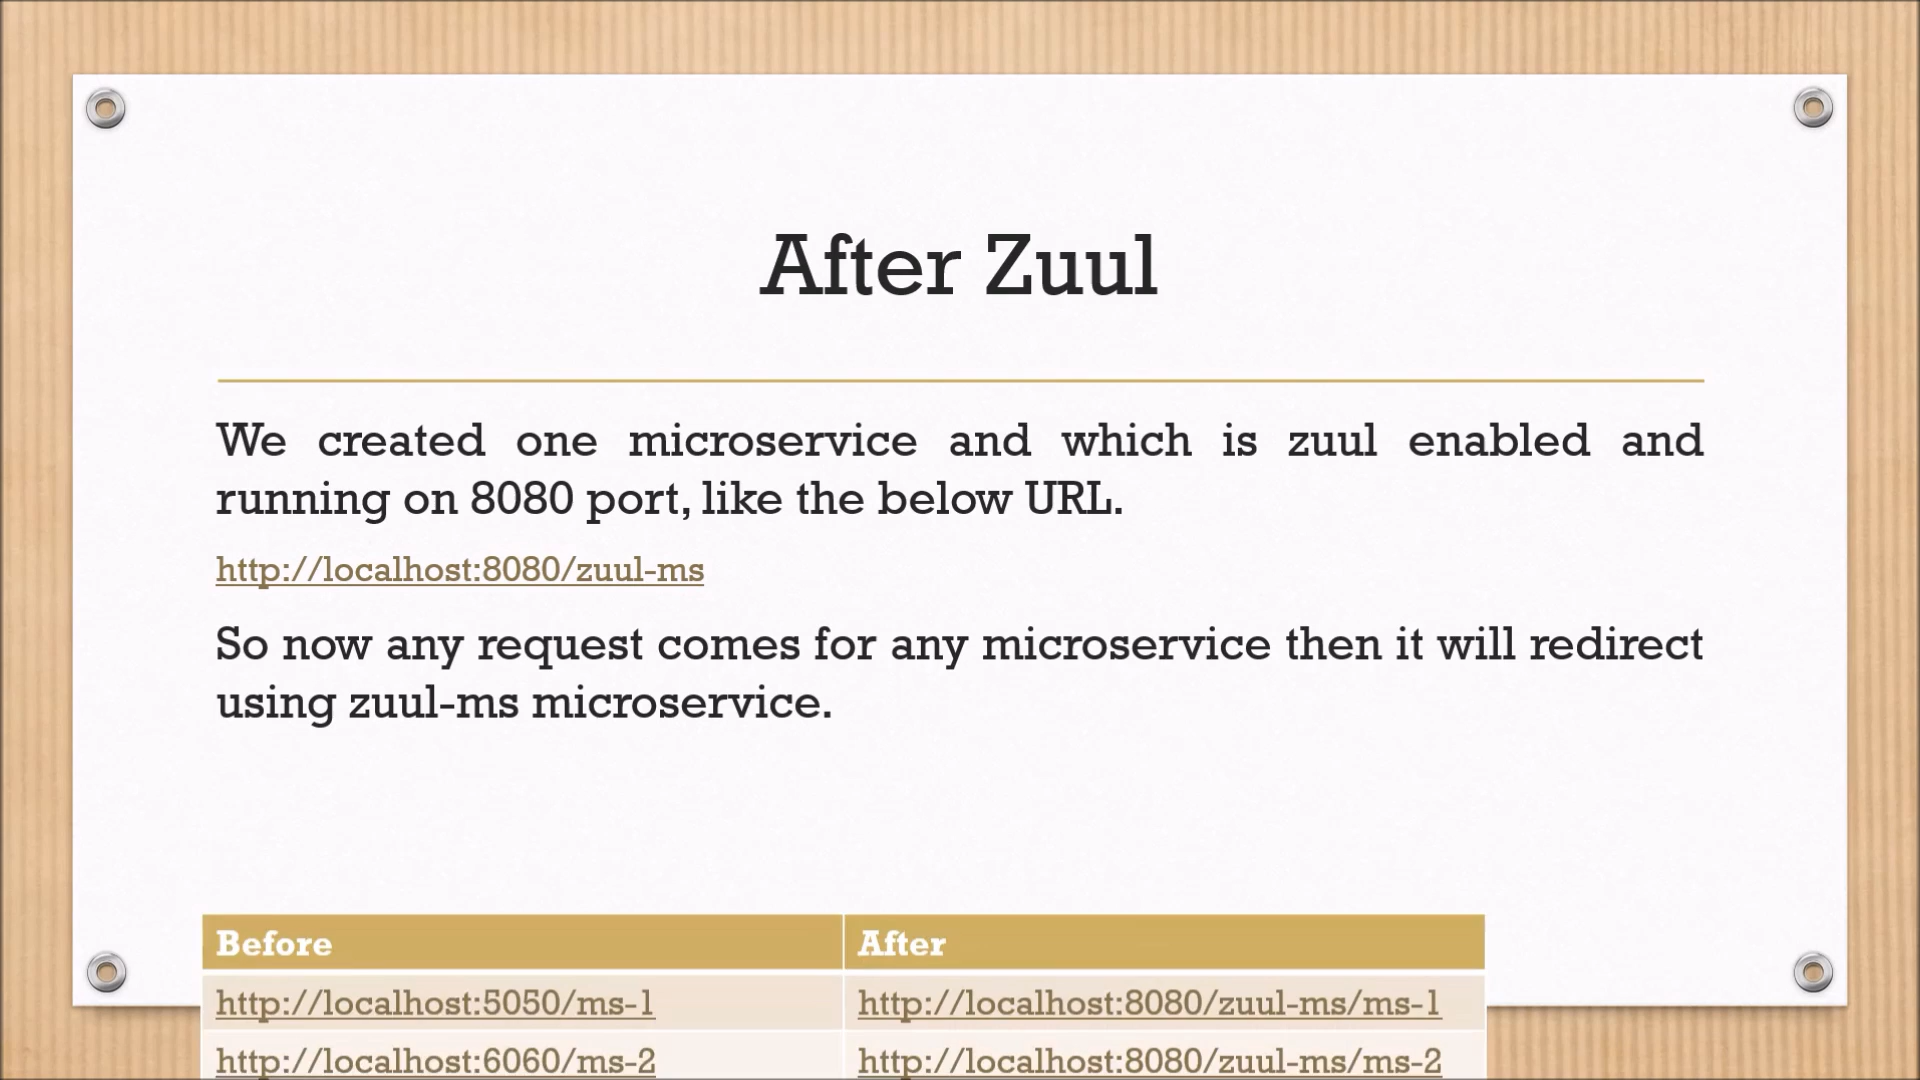 After Zuul
We created one microservice and which is zuul enabled and
running on 8080 port, like the below URL.
http://localhost:8080/zuul-ms
So now any request comes for any microservice then it will redirect
using zuul-ms microservice.
Before After
http://localhost:5050/ms-1 http://localhost:8080/zuul-ms/ms-1
http://localhost:6060/ms-2 http://localhost:8080/zuul-ms/ms-2